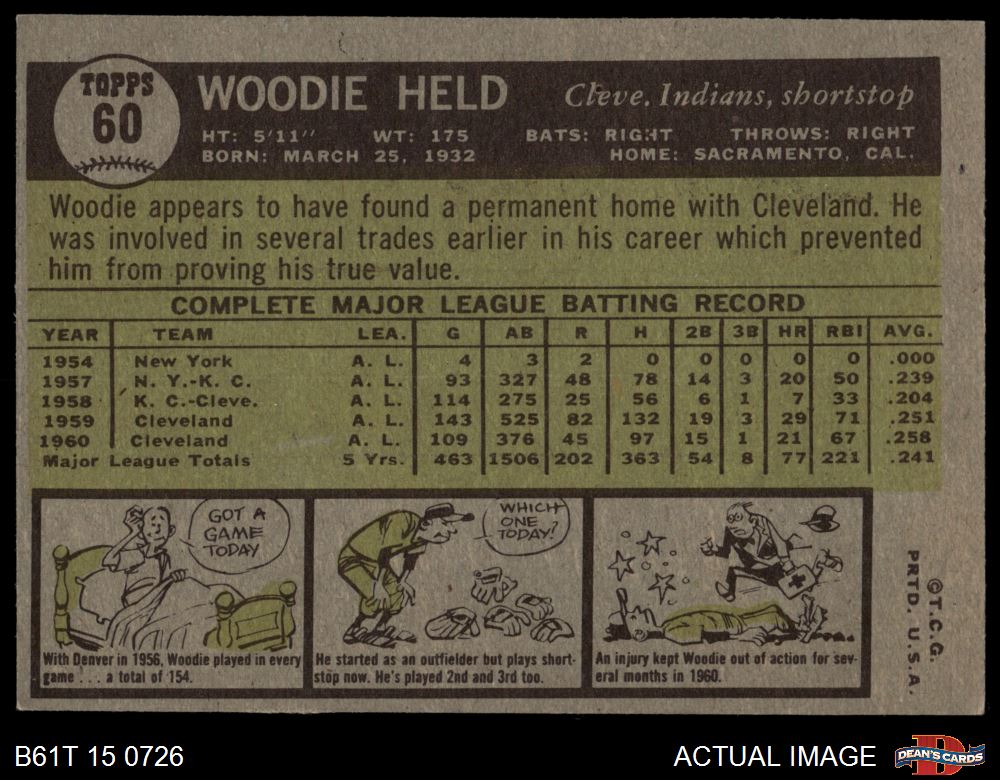 TOPPS
60
WOODIE HELD
Cleve. Indians, shortstop
HT: 5'11" WT: 175 BATS: RIGHT THROWS: RIGHT
BORN: MARCH 25, 1932 HOME: SACRAMENTO, CAL.
Woodie appears to have found a permanent home with Cleveland. He
was involved in several trades earlier in his career which prevented
him from proving his true value.
COMPLETE MAJOR LEAGUE BATTING RECORD
YEAR TEAM LEA. G AB R H 2B 3B HR RBI AVG.
1954 New York A. L. 4 3 2 0 0 0 0 0 .000
1957 N. Y.-K. C. A. L. 93 327 48 78 14 3 20 50 .239
1958 K. C.-Cleve. A. L. 114 275 25 56 6 1 7 33 .204
1959 Cleveland A. L. 143 525 82 132 19 3 29 71 .251
1960 Cleveland A. L. 109 376 45 97 15 1 21 67 .258
Major League Totals 5 Yrs. 463 1506 202 363 54 8 77 221 .241
GOT A
GAME
TODAY
With Denver in 1956, Woodie played in every
game . . . a total of 154.
WHICH
ONE
TODAY?
He started as an outfielder but plays short-
stop now. He's played 2nd and 3rd too.
An injury kept Woodie out of action for sev-
eral months in 1960.
©T.C.G.
PRTD. U.S.A.
B61T 15 0726
ACTUAL IMAGE
D
DEAN'S CARDS